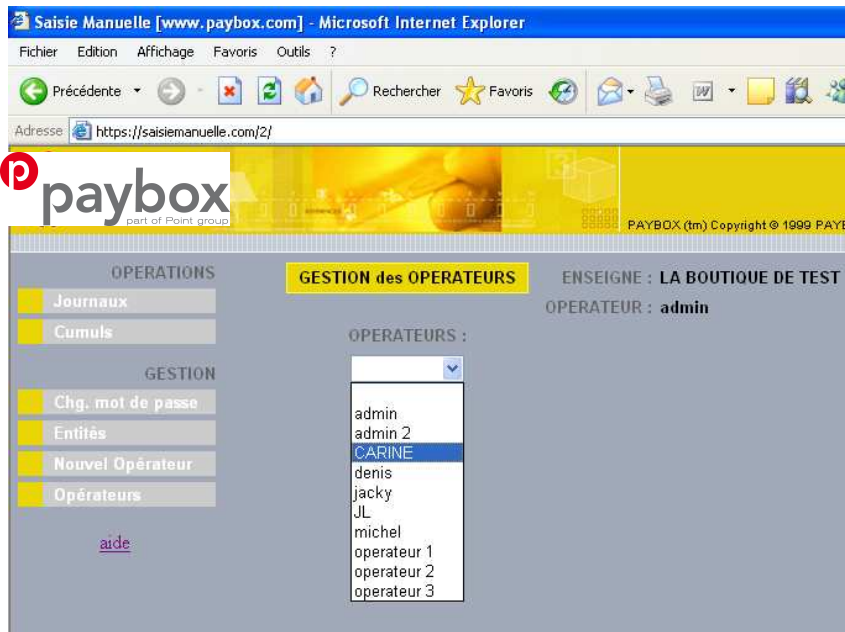 Saisie Manuelle [www.paybox.com] - Microsoft Internet Explorer
Fichier Edition Affichage Favoris Outils ?
Précédente Rechercher Favoris
Adresse https://saisiemanuelle.com/2/
paybox
part of Point group
PAYBOX (tm) Copyright © 1999 PAYB
OPERATIONS
Journaux
Cumuls
GESTION
Chg. mot de passe
Entités
Nouvel Opérateur
Opérateurs
aide
GESTION des OPERATEURS
OPERATEURS :
admin
admin 2
CARINE
denis
jacky
JL
michel
operateur 1
operateur 2
operateur 3
ENSEIGNE : LA BOUTIQUE DE TEST
OPERATEUR : admin